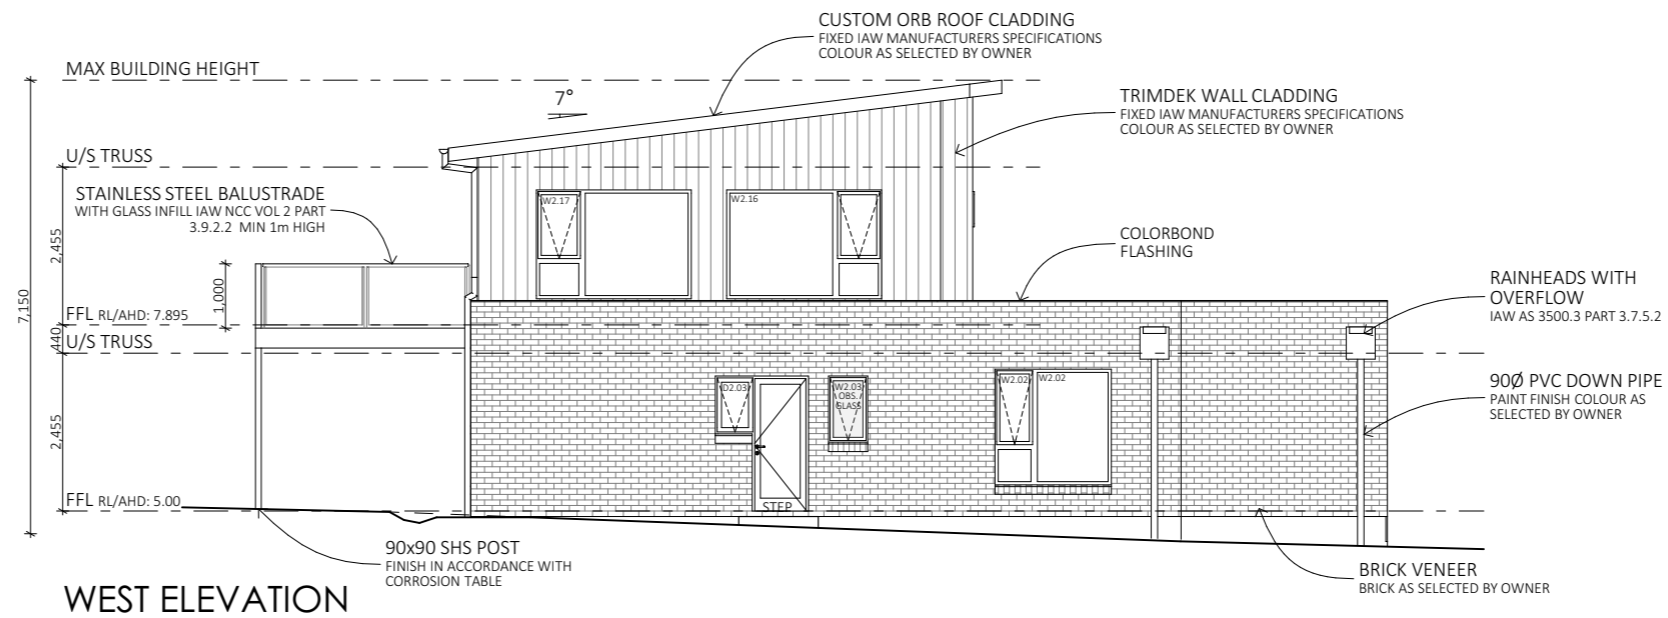 CUSTOM ORB ROOF CLADDING
FIXED IAW MANUFACTURERS SPECIFICATIONS
COLOUR AS SELECTED BY OWNER
MAX BUILDING HEIGHT
7°
TRIMDEK WALL CLADDING
FIXED IAW MANUFACTURERS SPECIFICATIONS
COLOUR AS SELECTED BY OWNER
U/S TRUSS
STAINLESS STEEL BALUSTRADE
WITH GLASS INFILL IAW NCC VOL 2 PART
3.9.2.2 MIN 1m HIGH
W2.17
W2.16
COLORBOND
FLASHING
2,455
1,000
7,150
RAINHEADS WITH
OVERFLOW
IAW AS 3500.3 PART 3.7.5.2
FFL RL/AHD: 7.895
440
U/S TRUSS
90Ø PVC DOWN PIPE
PAINT FINISH COLOUR AS
SELECTED BY OWNER
D2.03
W2.03
OBS.
GLASS
W2.02
W2.02
2,455
FFL RL/AHD: 5.00
STEP
90x90 SHS POST
FINISH IN ACCORDANCE WITH
CORROSION TABLE
BRICK VENEER
BRICK AS SELECTED BY OWNER
WEST ELEVATION